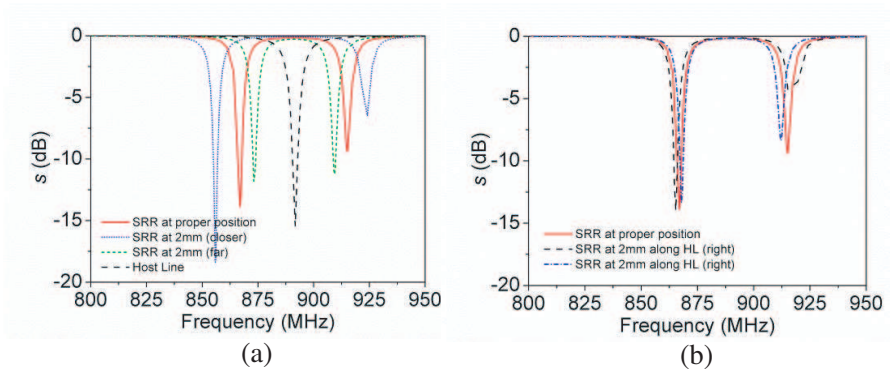 0
-5
-10
-15
-20
s (dB)
SRR at proper position
SRR at 2mm (closer)
SRR at 2mm (far)
Host Line
800 825 850 875 900 925 950
Frequency (MHz)
(a)
0
-5
-10
-15
-20
s (dB)
SRR at proper position
SRR at 2mm along HL (right)
SRR at 2mm along HL (right)
800 825 850 875 900 925 950
Frequency (MHz)
(b)